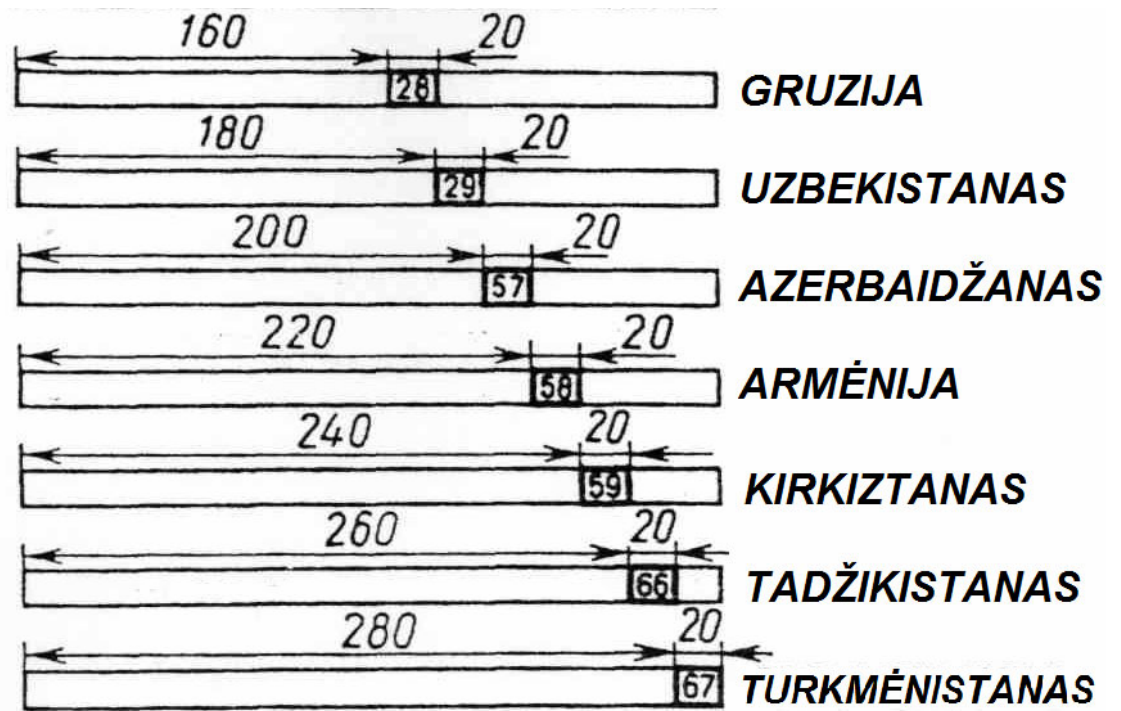 160 20
28 GRUZIJA
180 20
29 UZBEKISTANAS
200 20
57 AZERBAIDŽANAS
220 20
58 ARMĖNIJA
240 20
59 KIRKIZTANAS
260 20
66 TADŽIKISTANAS
280 20
67 TURKMĖNISTANAS